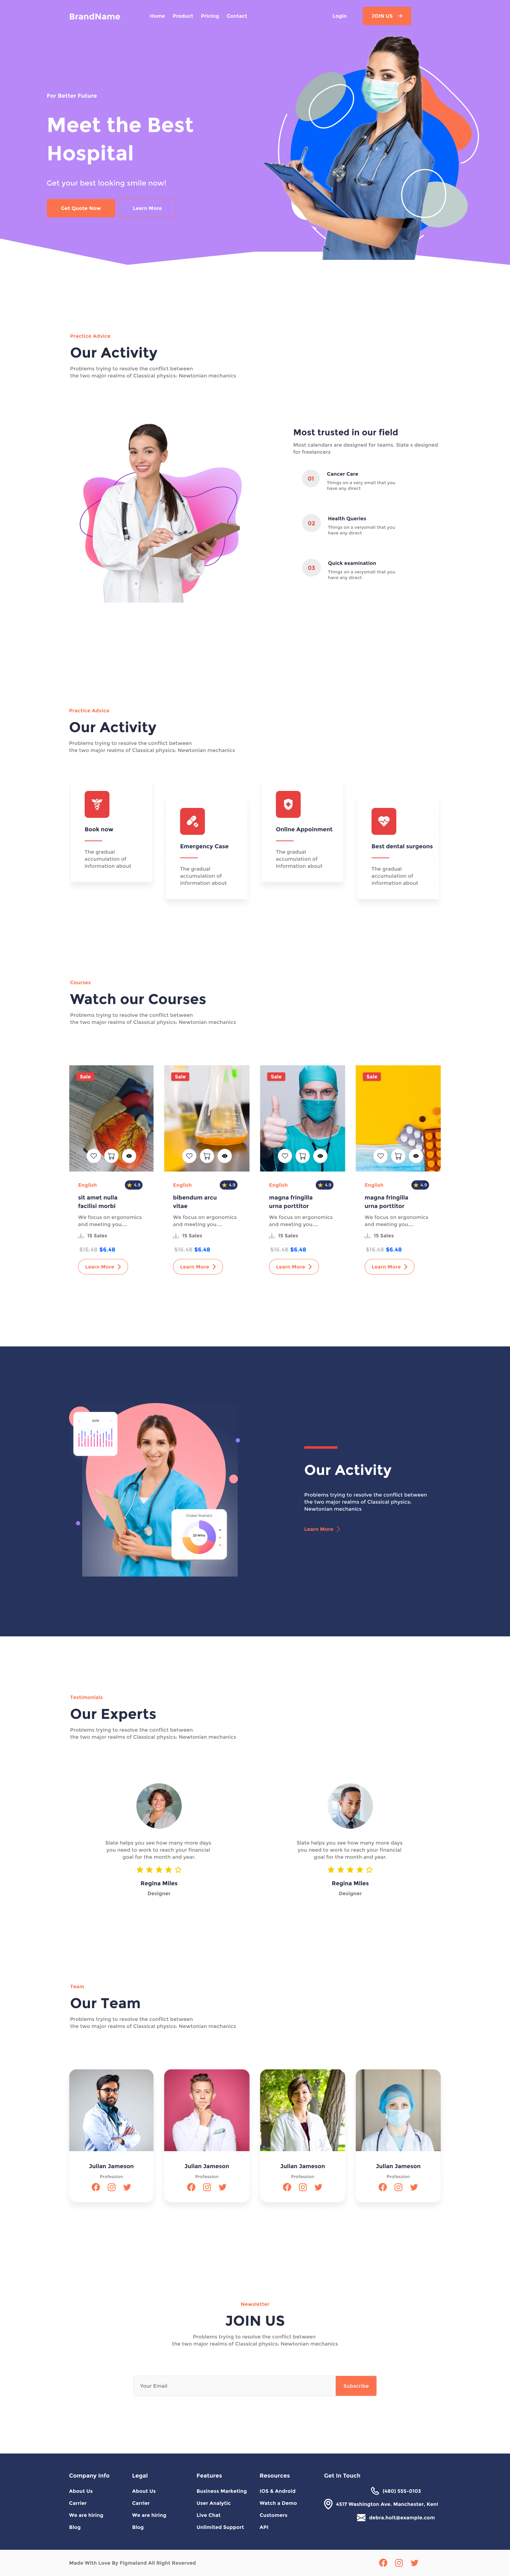 BrandName
Home Product Pricing Contact
Login
JOIN US
For Better Future
Meet the Best
Hospital
Get your best looking smile now!
Get Quote Now
Learn More
Practice Advice
Our Activity
Problems trying to resolve the conflict between
the two major realms of Classical physics: Newtonian mechanics
Most trusted in our field
Most calendars are designed for teams. Slate s designed
for freelancers
01
Cancer Care
Things on a very small that you
have any direct
02
Health Queries
Things on a verysmall that you
have any direct
03
Quick examination
Things on a verysmall that you
have any direct
Practice Advice
Our Activity
Problems trying to resolve the conflict between
the two major realms of Classical physics: Newtonian mechanics
Book now
The gradual
accumulation of
information about
Emergency Case
The gradual
accumulation of
information about
Online Appoinment
The gradual
accumulation of
information about
Best dental surgeons
The gradual
accumulation of
information about
Courses
Watch our Courses
Problems trying to resolve the conflict between
the two major realms of Classical physics: Newtonian mechanics
Sale
English
4.9
sit amet nulla
facilisi morbi
We focus on ergonomics
and meeting you....
15 Sales
$16.48 $6.48
Learn More
Sale
English
4.9
bibendum arcu
vitae
We focus on ergonomics
and meeting you....
15 Sales
$16.48 $6.48
Learn More
Sale
English
4.9
magna fringilla
urna porttitor
We focus on ergonomics
and meeting you....
15 Sales
$16.48 $6.48
Learn More
Sale
English
4.9
magna fringilla
urna porttitor
We focus on ergonomics
and meeting you....
15 Sales
$16.48 $6.48
Learn More
Our Activity
Problems trying to resolve the conflict between
the two major realms of Classical physics:
Newtonian mechanics
Learn More
Testimonials
Our Experts
Problems trying to resolve the conflict between
the two major realms of Classical physics: Newtonian mechanics
Slate helps you see how many more days
you need to work to reach your financial
goal for the month and year.
Regina Miles
Designer
Slate helps you see how many more days
you need to work to reach your financial
goal for the month and year.
Regina Miles
Designer
Team
Our Team
Problems trying to resolve the conflict between
the two major realms of Classical physics: Newtonian mechanics
Julian Jameson
Profession
Julian Jameson
Profession
Julian Jameson
Profession
Julian Jameson
Profession
Newsletter
JOIN US
Problems trying to resolve the conflict between
the two major realms of Classical physics: Newtonian mechanics
Your Email
Subscribe
Company Info
About Us
Carrier
We are hiring
Blog
Legal
About Us
Carrier
We are hiring
Blog
Features
Business Marketing
User Analytic
Live Chat
Unlimited Support
Resources
IOS & Android
Watch a Demo
Customers
API
Get In Touch
(480) 555-0103
4517 Washington Ave. Manchester, Kent
debra.holt@example.com
Made With Love By Figmaland All Right Reserved